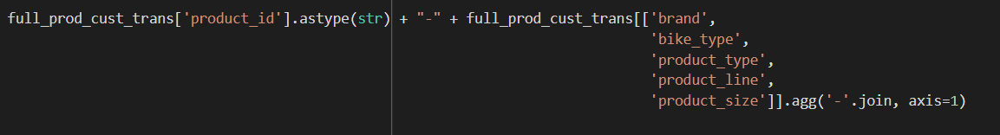 full_prod_cust_trans['product_id'].astype(str) + "-" + full_prod_cust_trans[['brand',
'bike_type',
'product_type',
'product_line',
'product_size']].agg('-'.join, axis=1)